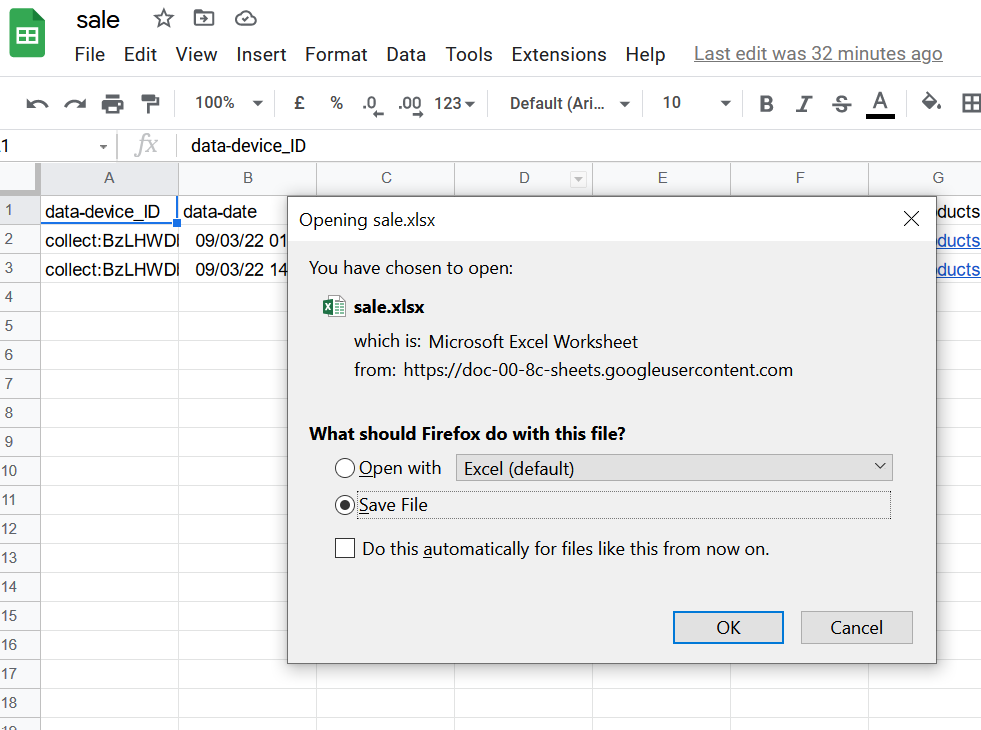 sale
File Edit View Insert Format Data Tools Extensions Help Last edit was 32 minutes ago
100% £ % .0 .00 123 Default (Ari... 10 B I S A
1 fx data-device_ID
A B C D E F G
1 data-device_ID data-date ducts
2 collect:BzLHWD 09/03/22 01 ducts
3 collect:BzLHWD 09/03/22 14 ducts
4
5
6
7
8
9
10
11
12
13
14
15
16
17
18
19
Opening sale.xlsx
You have chosen to open:
sale.xlsx
which is: Microsoft Excel Worksheet
from: https://doc-00-8c-sheets.googleusercontent.com
What should Firefox do with this file?
Open with Excel (default)
Save File
Do this automatically for files like this from now on.
OK Cancel